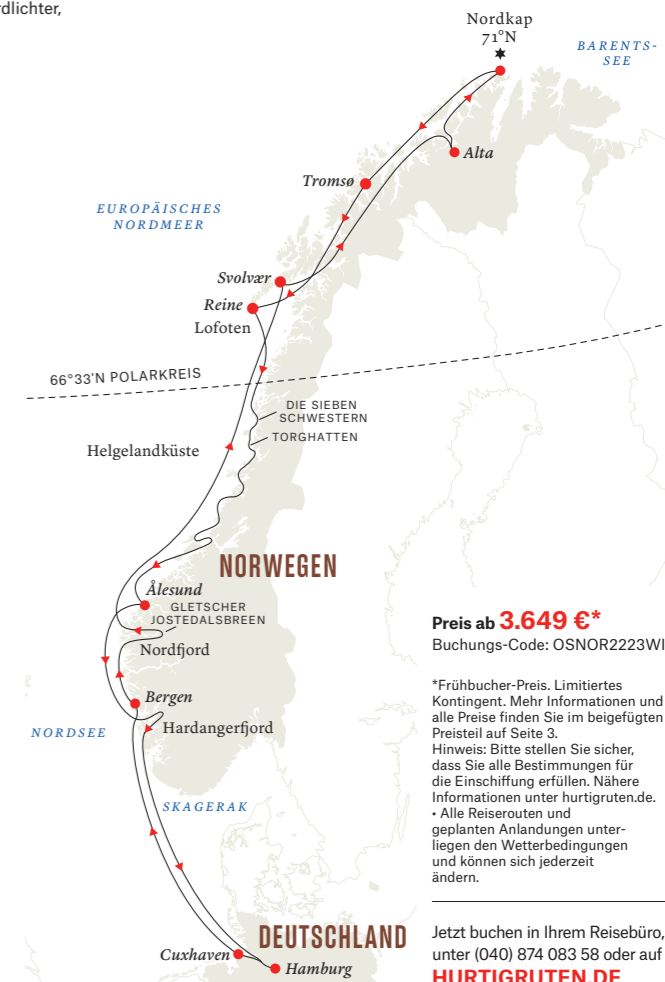 Nordkap
71°N
BARENTS-
SEE
Alta
Tromsø
EUROPÄISCHES
NORDMEER
Svolvær
Reine
Lofoten
66°33'N POLARKREIS
DIE SIEBEN
SCHWESTERN
TORGHATTEN
Helgelandküste
NORWEGEN
Ålesund
GLETSCHER
JOSTEDALSBREEN
Nordfjord
Bergen
NORDSEE
Hardangerfjord
SKAGERAK
DEUTSCHLAND
Cuxhaven
Hamburg
Preis ab 3.649 €*
Buchungs-Code: OSNOR2223WI
*Frühbucher-Preis. Limitiertes
Kontingent. Mehr Informationen und
alle Preise finden Sie im beigefügten
Preisteil auf Seite 3.
Hinweis: Bitte stellen Sie sicher,
dass Sie alle Bestimmungen für
die Einschiffung erfüllen. Nähere
Informationen unter hurtigruten.de.
• Alle Reiserouten und
geplanten Anlandungen unter-
liegen den Wetterbedingungen
und können sich jederzeit
ändern.
Jetzt buchen in Ihrem Reisebüro,
unter (040) 874 083 58 oder auf
HURTIGRUTEN.DE